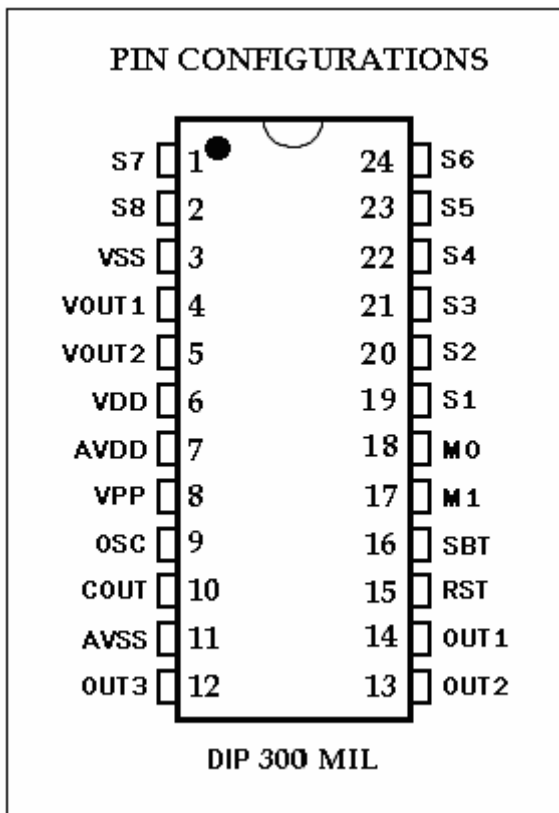 PIN CONFIGURATIONS
S7 1 24 S6
S8 2 23 S5
VSS 3 22 S4
VOUT1 4 21 S3
VOUT2 5 20 S2
VDD 6 19 S1
AVDD 7 18 M0
VPP 8 17 M1
OSC 9 16 SBT
COUT 10 15 RST
AVSS 11 14 OUT1
OUT3 12 13 OUT2
DIP 300 MIL